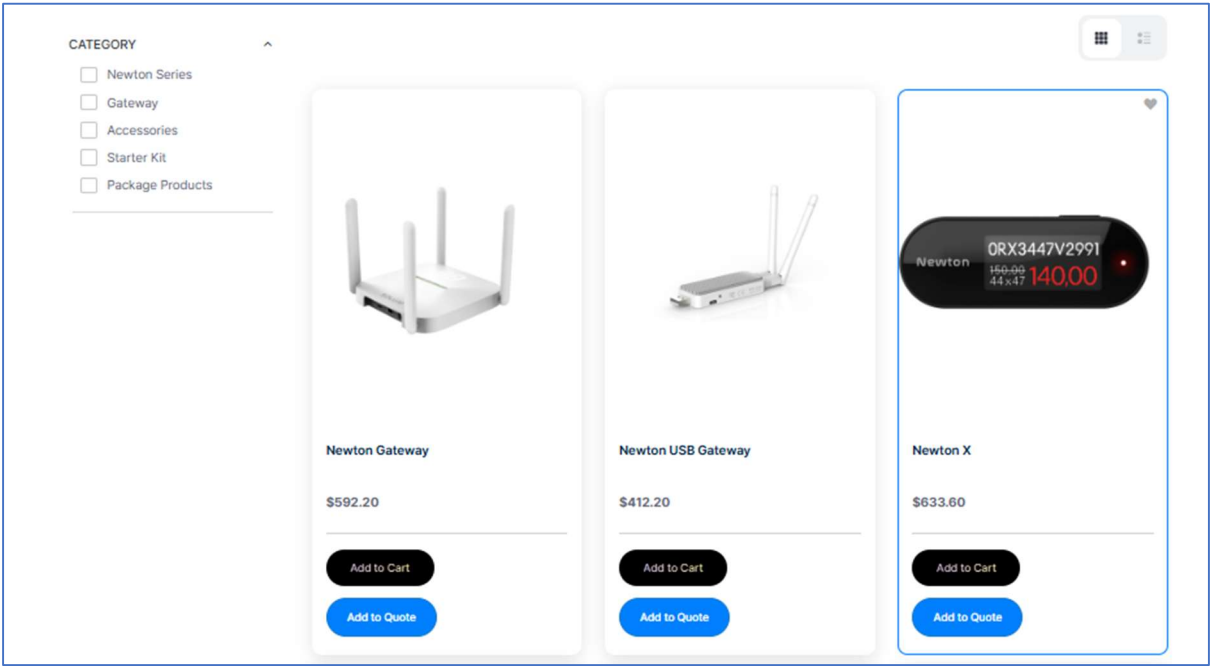 CATEGORY
Newton Series
Gateway
Accessories
Starter Kit
Package Products
Newton
0RX3447V2991
150,00
44x47
140,00
Newton Gateway
$592.20
Add to Cart
Add to Quote
Newton USB Gateway
$412.20
Add to Cart
Add to Quote
Newton X
$633.60
Add to Cart
Add to Quote